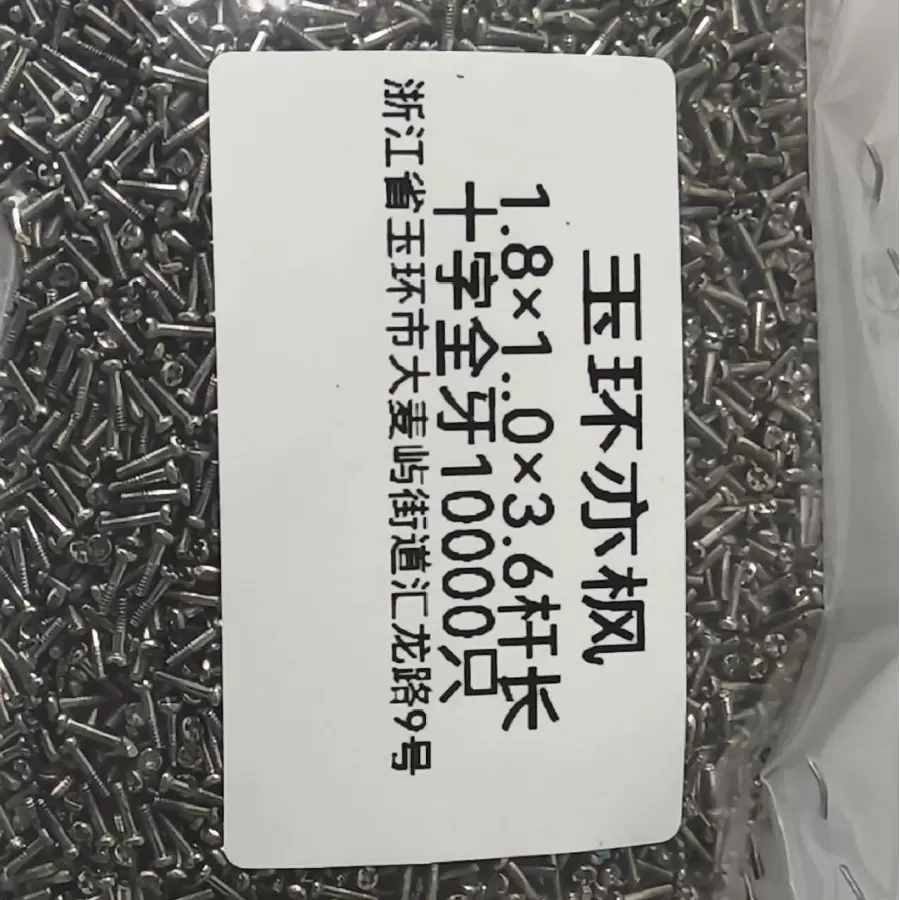 玉环亦枫
1.8×1.0×3.6杆长
十字全牙10000只
浙江省玉环市大麦屿街道汇龙路9号